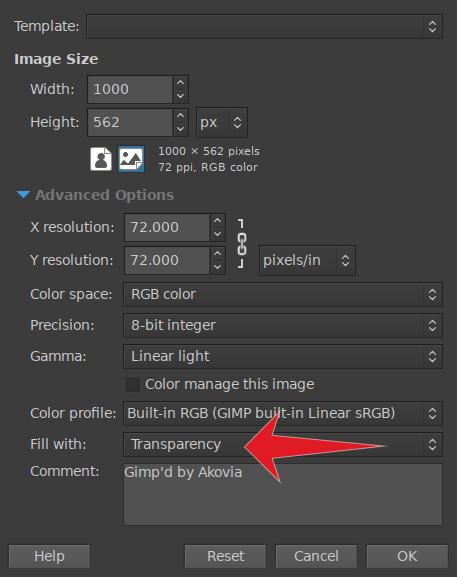 Template:
Image Size
Width: 1000
Height: 562 px
1000 × 562 pixels
72 ppi, RGB color
Advanced Options
X resolution: 72.000
Y resolution: 72.000 pixels/in
Color space: RGB color
Precision: 8-bit integer
Gamma: Linear light
Color manage this image
Color profile: Built-in RGB (GIMP built-in Linear sRGB)
Fill with: Transparency
Comment: Gimp'd by Akovia
Help Reset Cancel OK